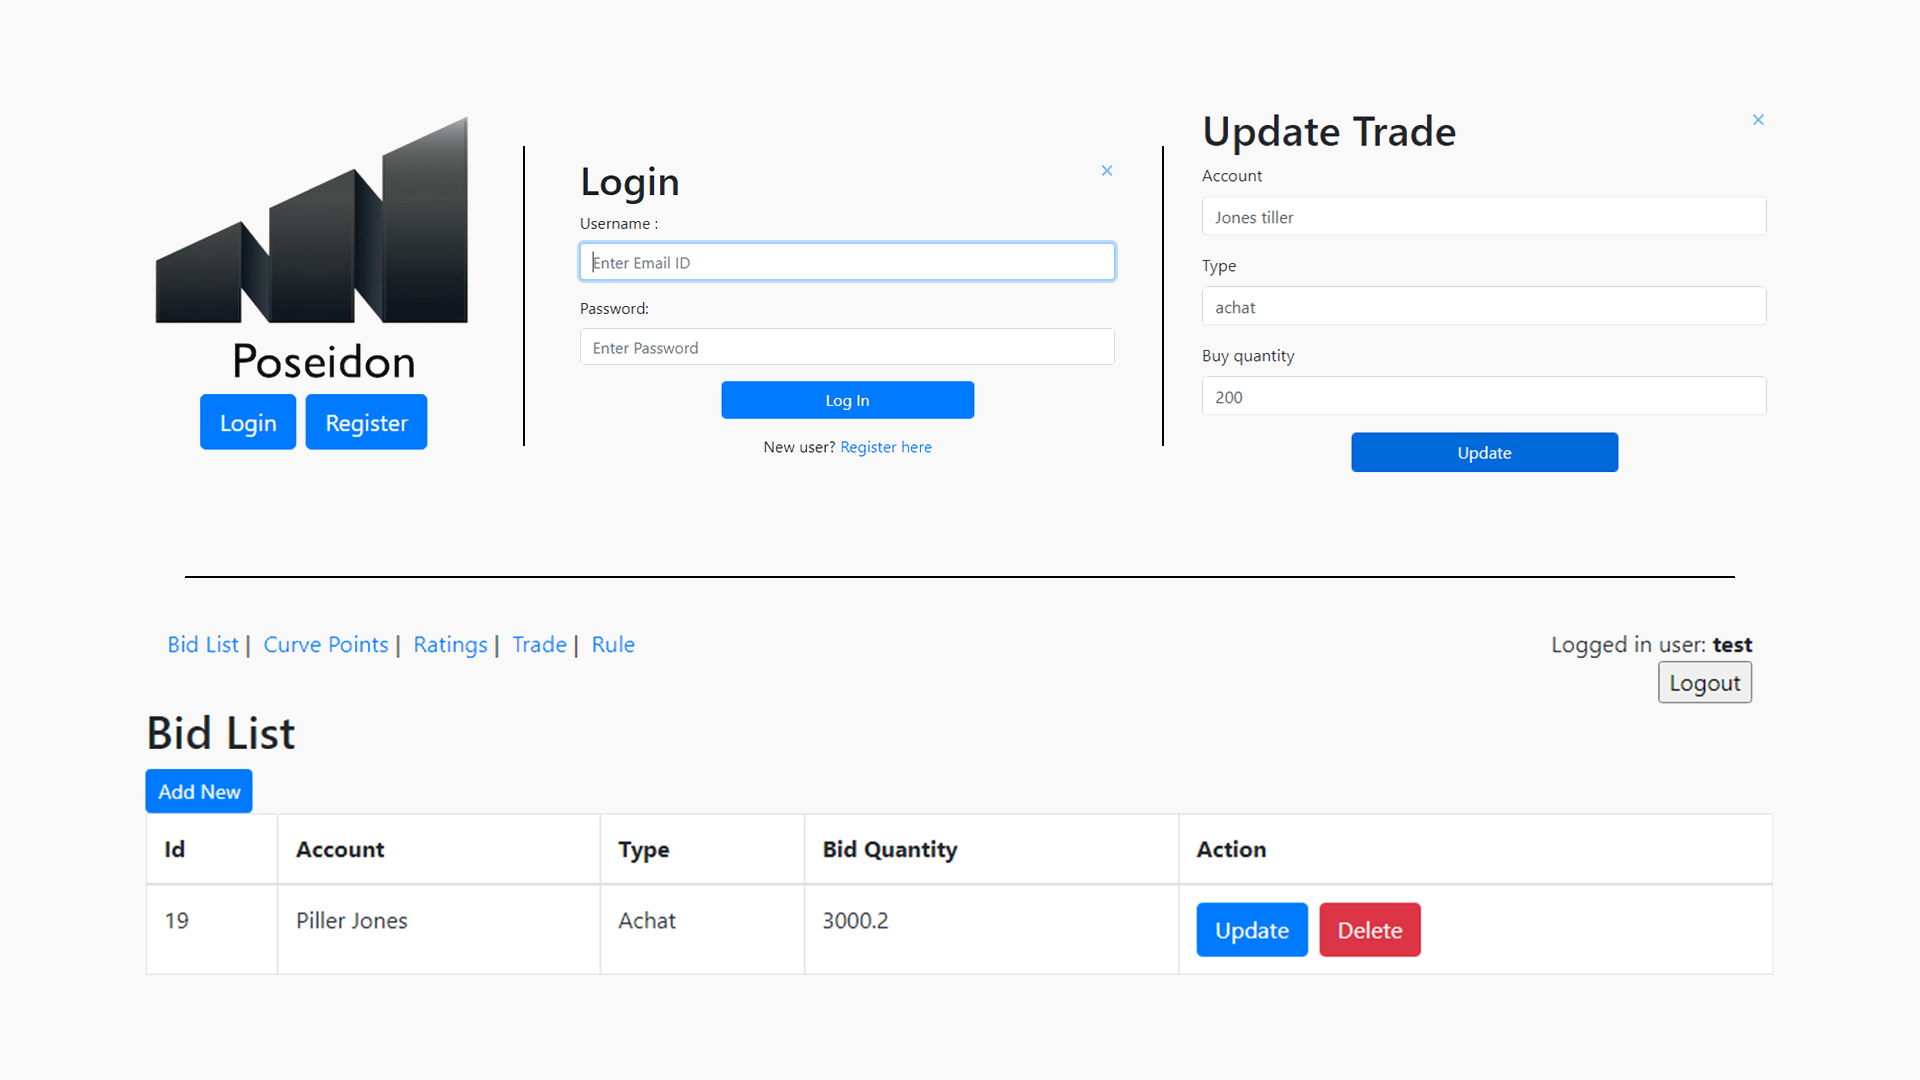 Poseidon
Login Register
Login
×
Username :
Enter Email ID
Password:
Enter Password
Log In
New user? Register here
Update Trade
×
Account
Jones tiller
Type
achat
Buy quantity
200
Update
Bid List | Curve Points | Ratings | Trade | Rule
Logged in user: test
Logout
Bid List
Add New
Id Account Type Bid Quantity Action
19 Piller Jones Achat 3000.2 Update Delete